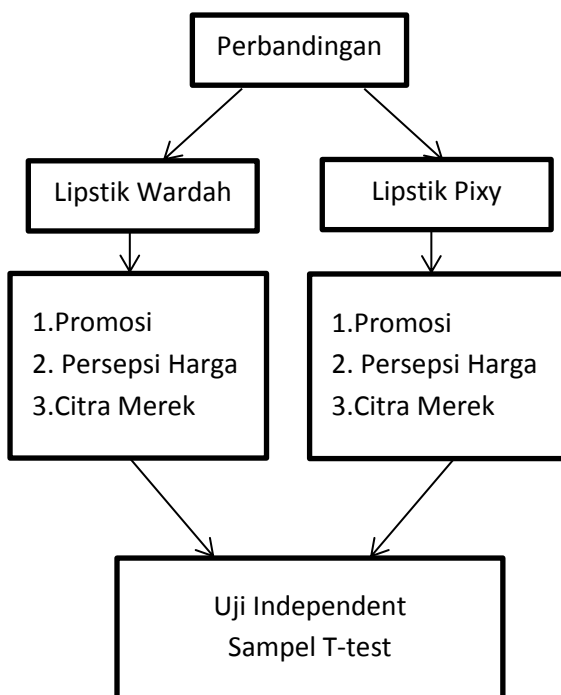 Perbandingan
Lipstik Wardah
Lipstik Pixy
1.Promosi
2. Persepsi Harga
3.Citra Merek
1.Promosi
2. Persepsi Harga
3.Citra Merek
Uji Independent
Sampel T-test